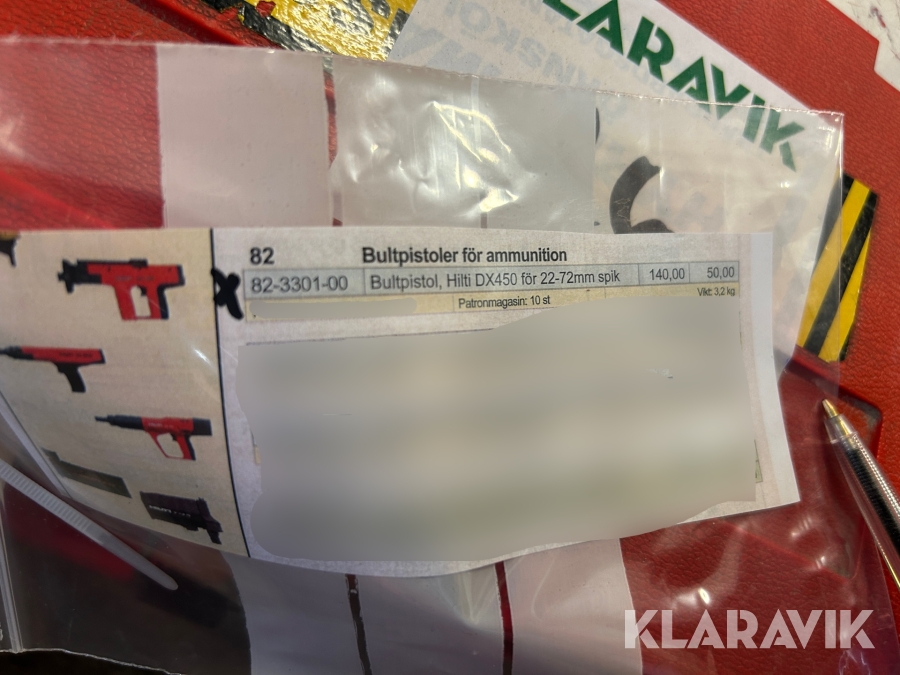 KLARAVIK
82 Bultpistoler för ammunition
82-3301-00 Bultpistol, Hilti DX450 för 22-72mm spik 140,00 50,00
Patronmagasin: 10 st Vikt: 3,2 kg
KLARAVIK